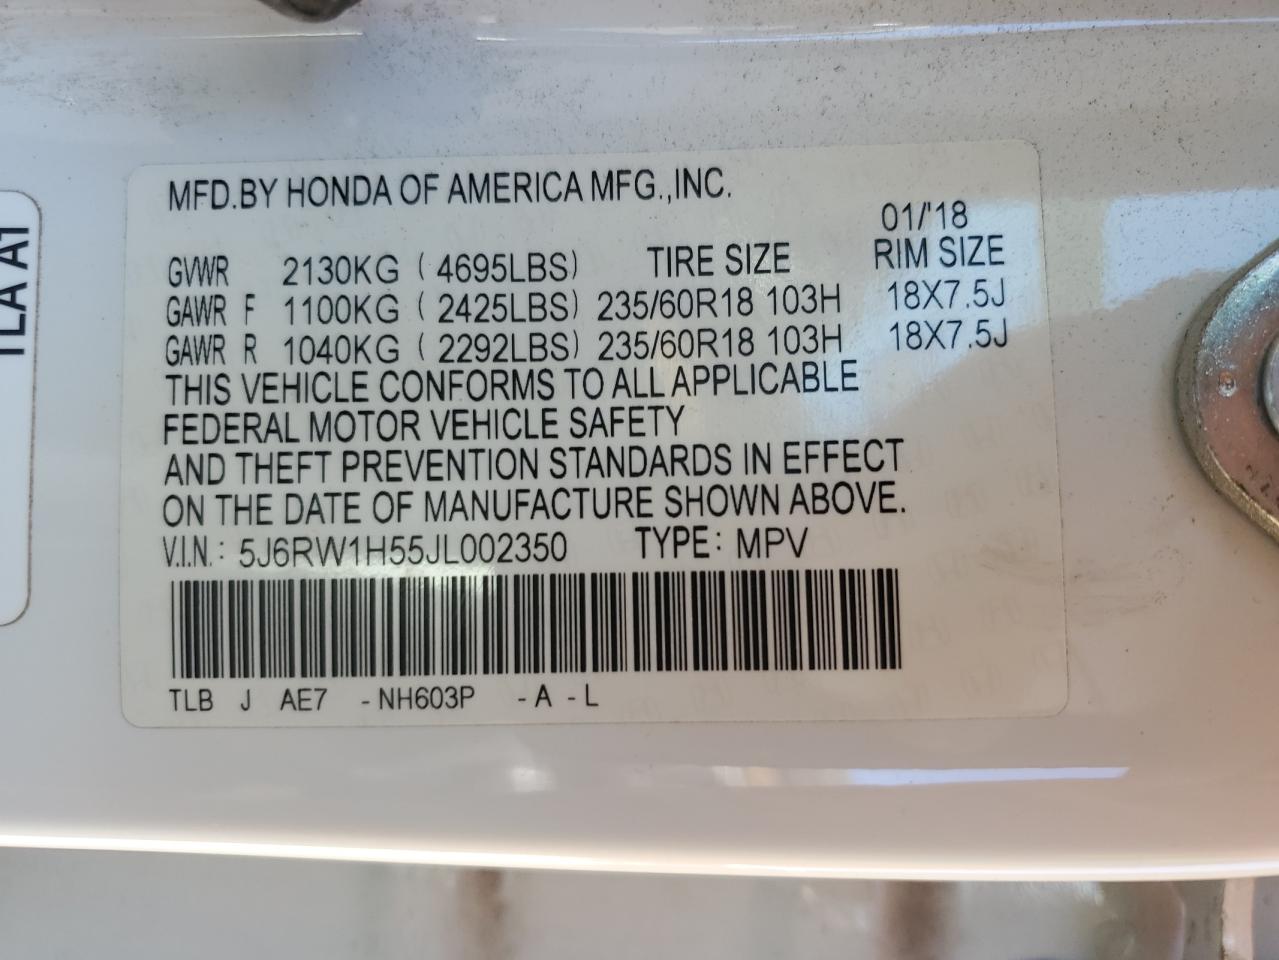 MFD.BY HONDA OF AMERICA MFG.,INC.
01/'18
GVWR 2130KG ( 4695LBS) TIRE SIZE RIM SIZE
GAWR F 1100KG ( 2425LBS) 235/60R18 103H 18X7.5J
GAWR R 1040KG ( 2292LBS) 235/60R18 103H 18X7.5J
THIS VEHICLE CONFORMS TO ALL APPLICABLE
FEDERAL MOTOR VEHICLE SAFETY
AND THEFT PREVENTION STANDARDS IN EFFECT
ON THE DATE OF MANUFACTURE SHOWN ABOVE.
V.I.N.: 5J6RW1H55JL002350 TYPE: MPV
TLB J AE7 -NH603P -A -L
TLA A1